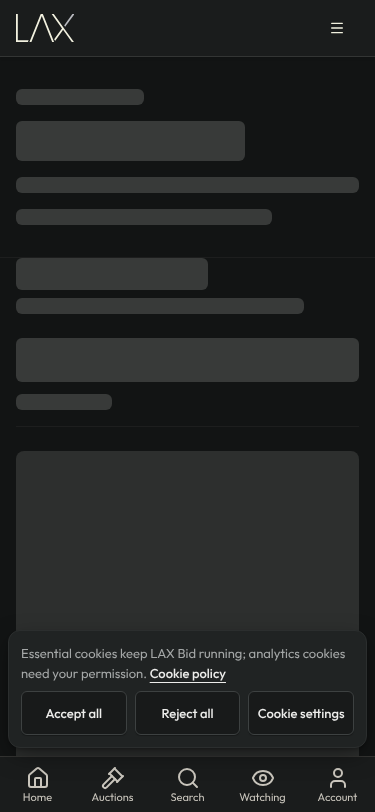 LAX
Essential cookies keep LAX Bid running; analytics cookies
need your permission. Cookie policy
Accept all
Reject all
Cookie settings
Home
Auctions
Search
Watching
Account